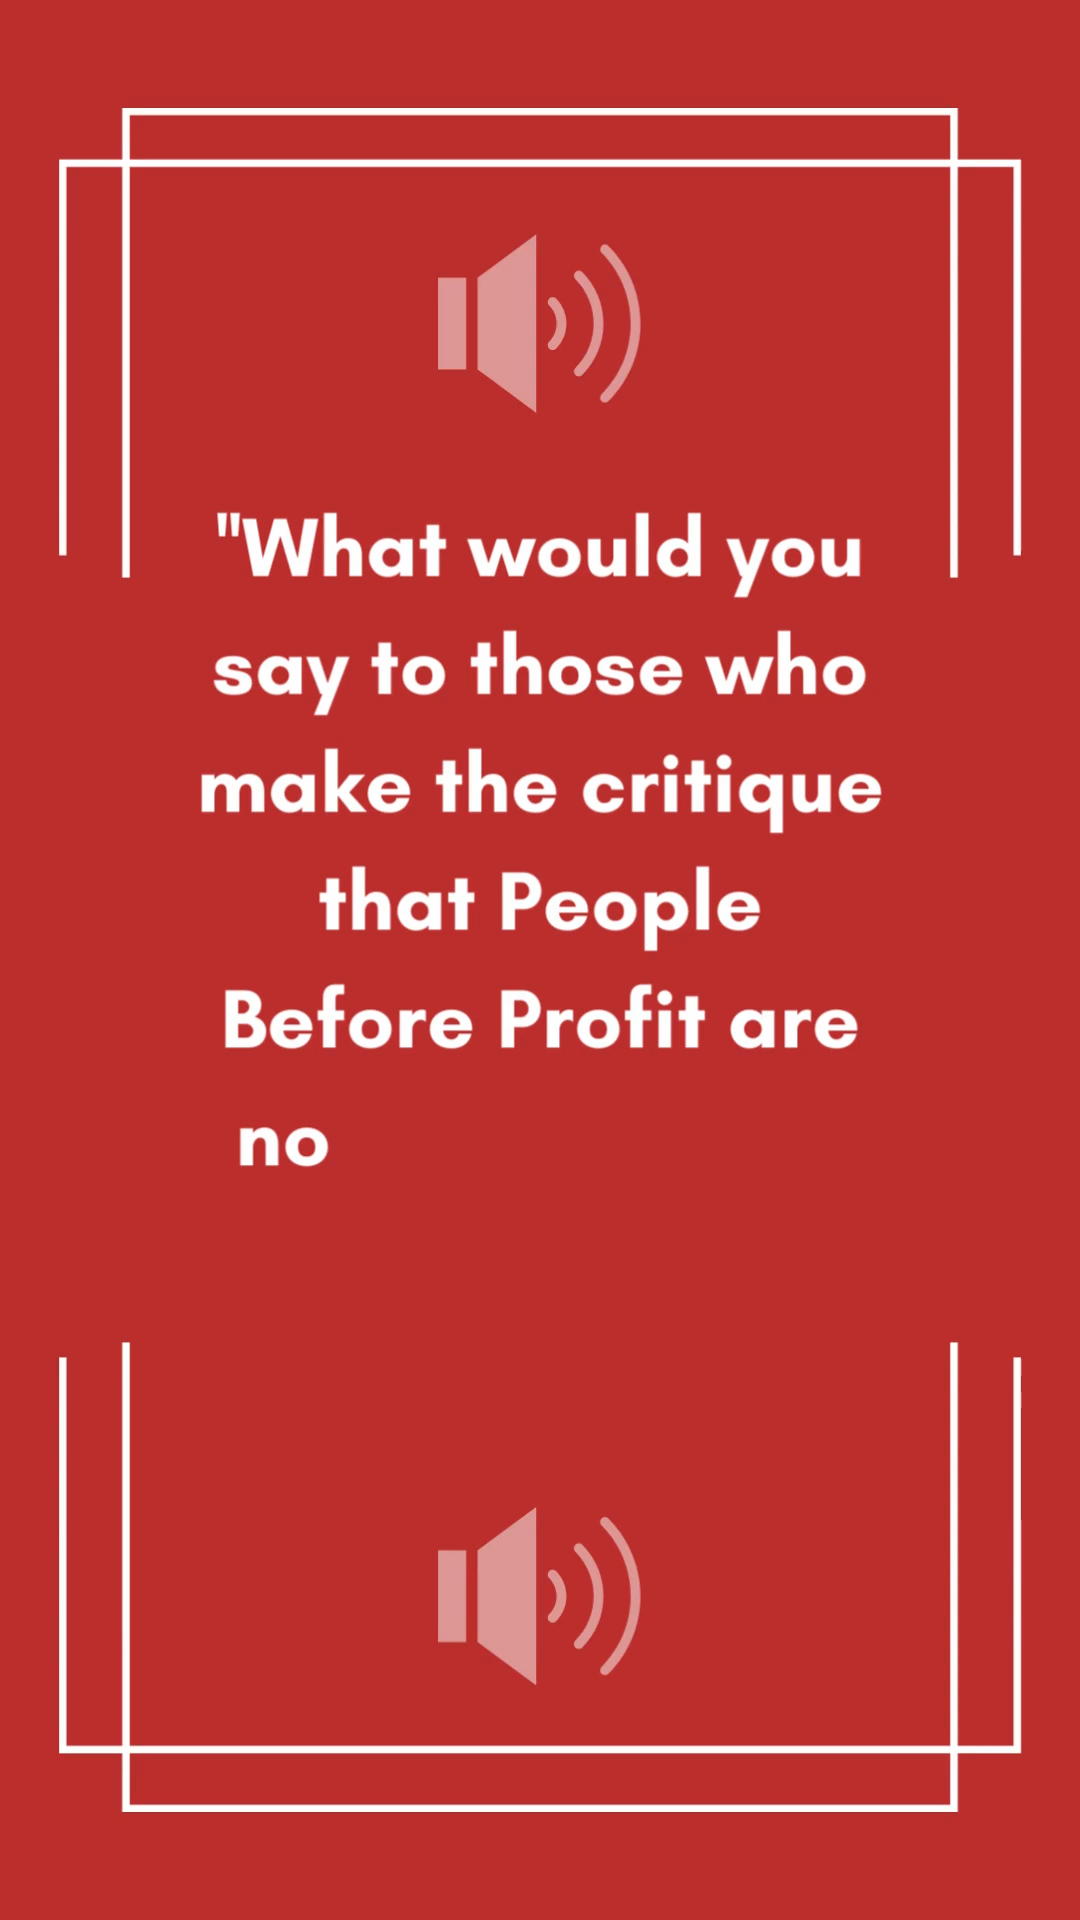 "What would you
say to those who
make the critique
that People
Before Profit are
no